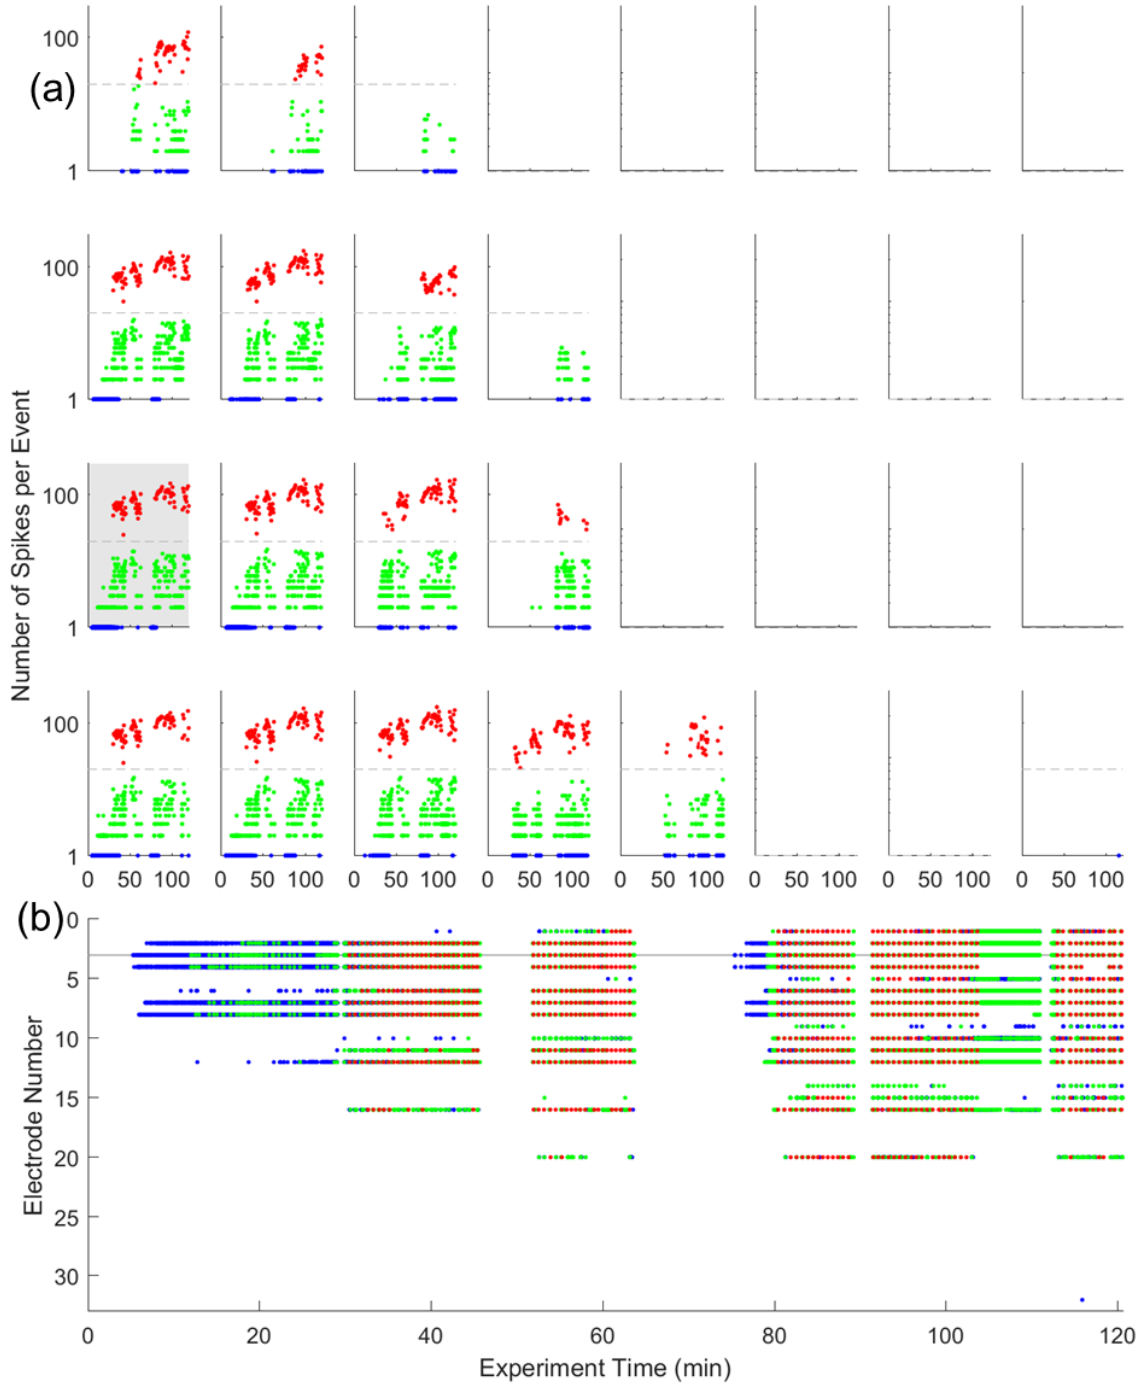 100
(a)
1
100
1
Number of Spikes per Event
100
1
100
1
0 50 100 0 50 100 0 50 100 0 50 100 0 50 100 0 50 100 0 50 100 0 50 100
(b)
0
5
10
15
20
25
30
Electrode Number
0 20 40 60 80 100 120
Experiment Time (min)